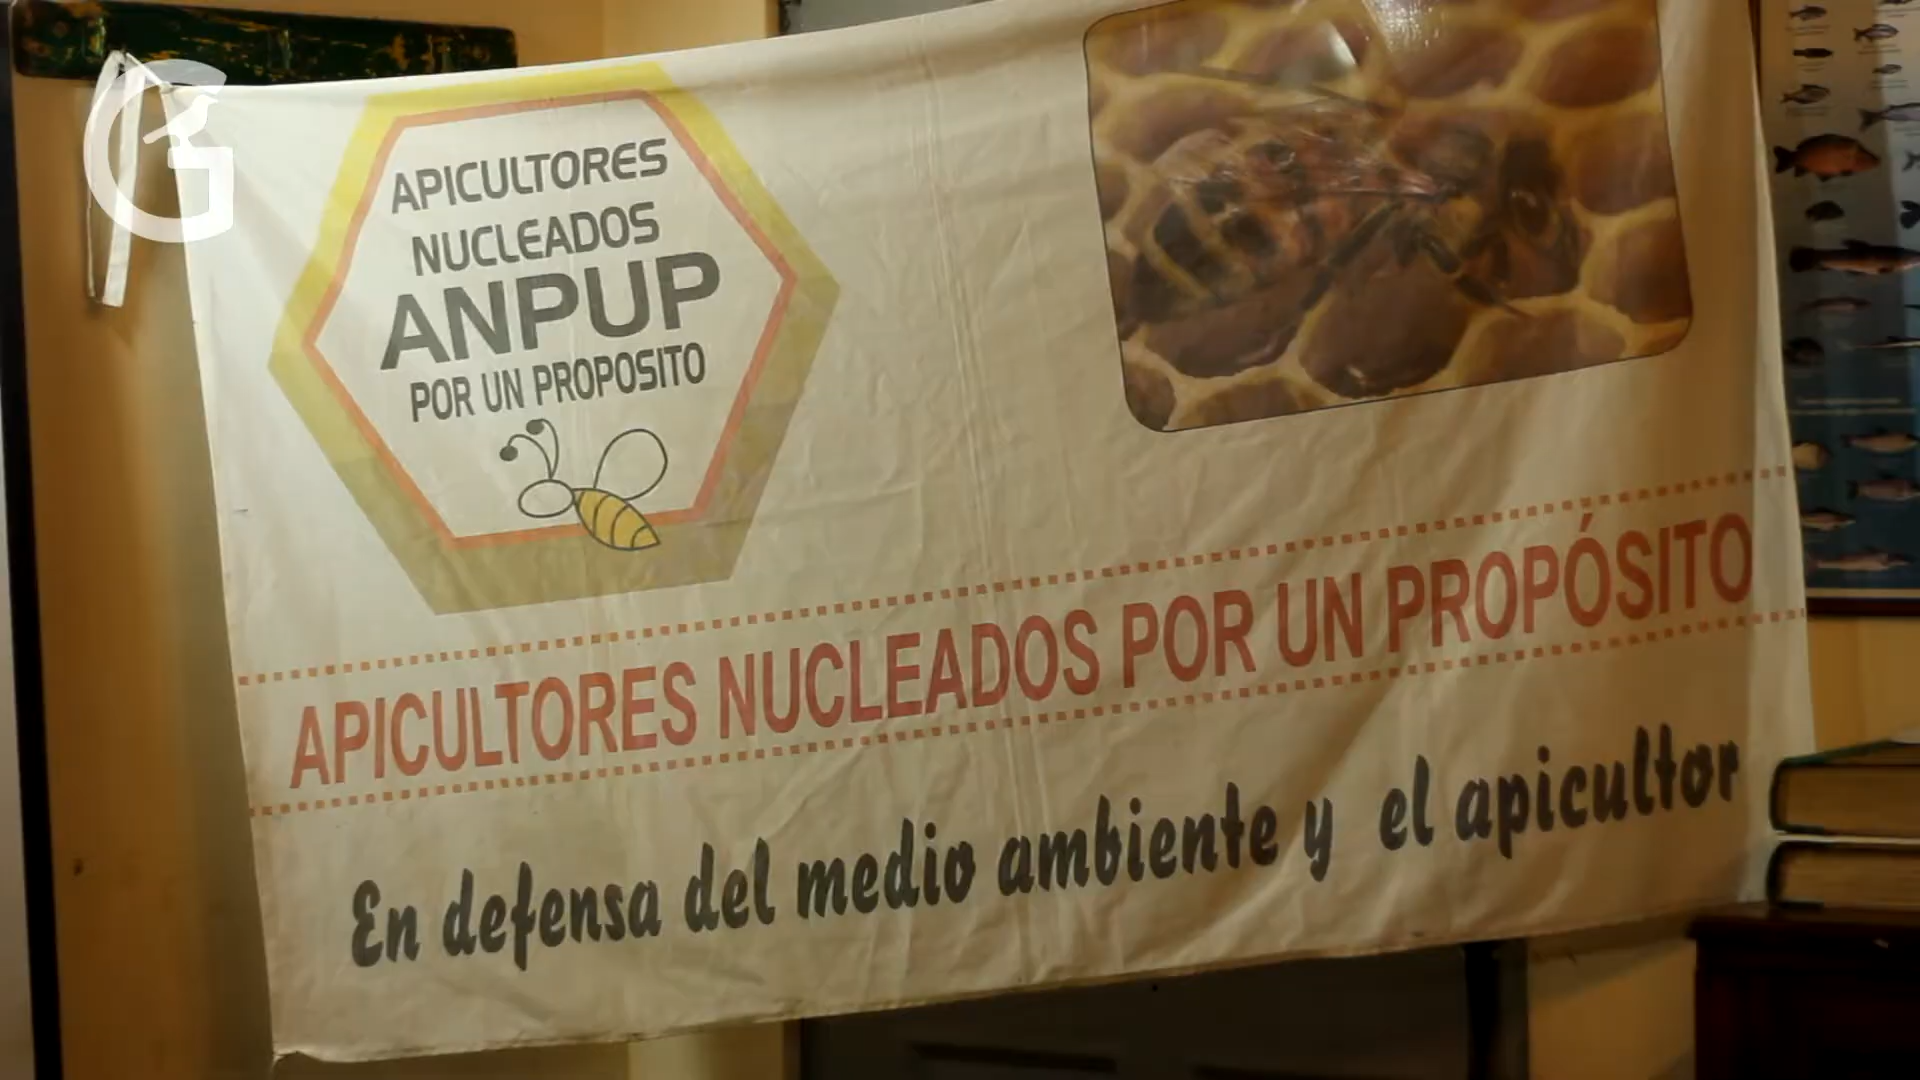 G
APICULTORES
NUCLEADOS
ANPUP
POR UN PROPOSITO
APICULTORES NUCLEADOS POR UN PROPÓSITO
En defensa del medio ambiente y el apicultor